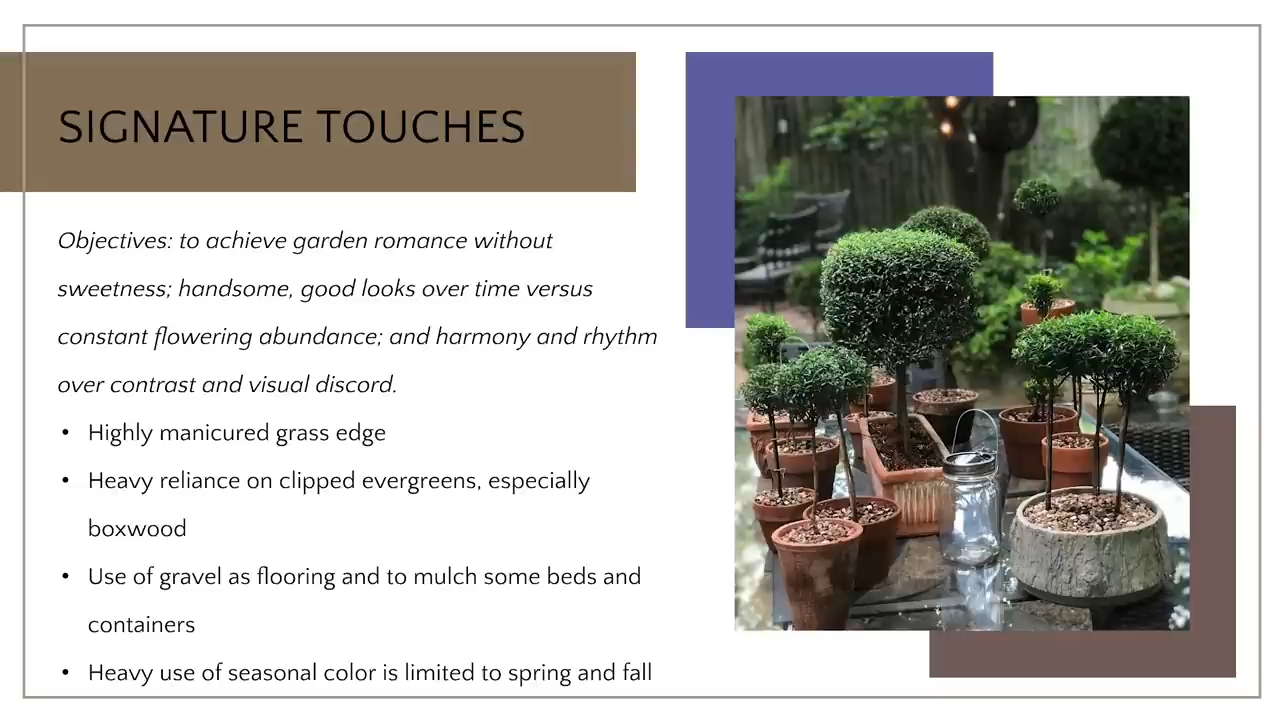 SIGNATURE TOUCHES
Objectives: to achieve garden romance without
sweetness; handsome, good looks over time versus
constant flowering abundance; and harmony and rhythm
over contrast and visual discord.
• Highly manicured grass edge
• Heavy reliance on clipped evergreens, especially
boxwood
• Use of gravel as flooring and to mulch some beds and
containers
• Heavy use of seasonal color is limited to spring and fall